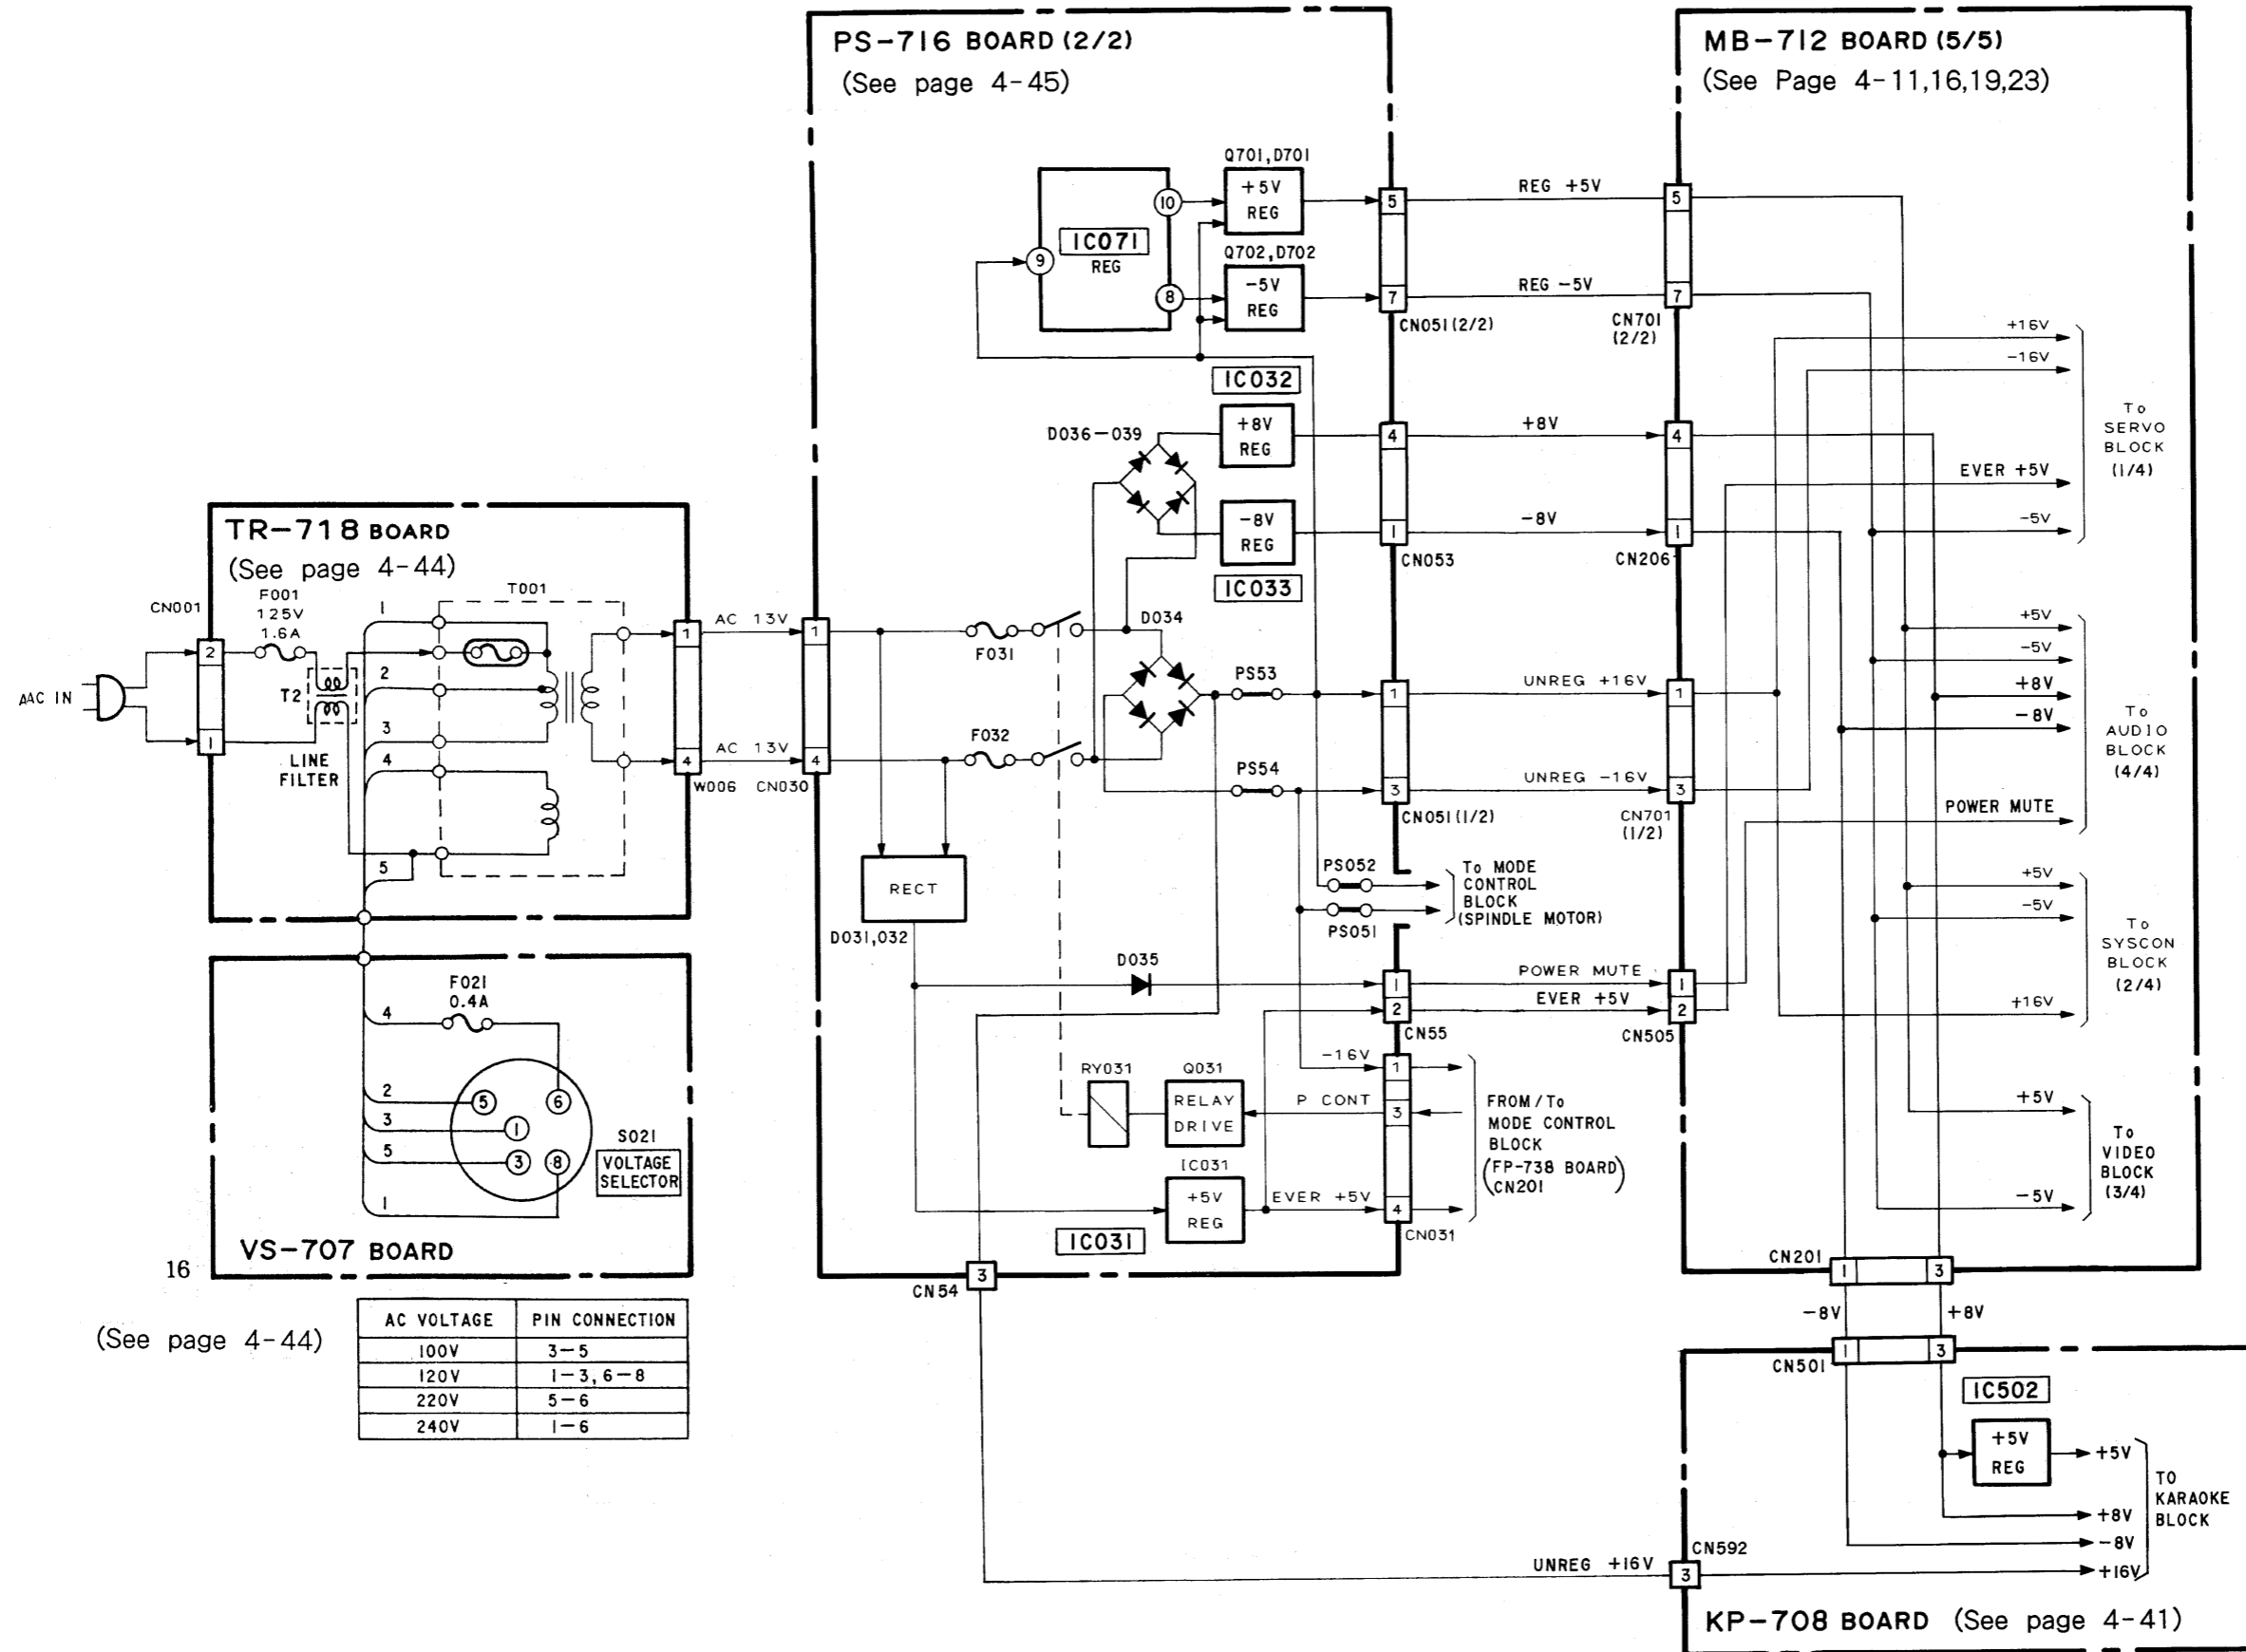 PS-716 BOARD (2/2)
(See page 4-45)
MB-712 BOARD (5/5)
(See Page 4-11,16,19,23)
Q701,D701
+5V
REG
10
IC071
REG
9
8
Q702,D702
-5V
REG
5
7
CN051(2/2)
REG +5V
REG -5V
5
7
CN701
(2/2)
+16V
-16V
EVER +5V
-5V
To
SERVO
BLOCK
(1/4)
IC032
+8V
REG
D036-039
-8V
REG
IC033
4
1
CN053
+8V
-8V
4
1
CN206
TR-718 BOARD
(See page 4-44)
CN001
F001
125V
1.6A
T001
2
1
⚠AC IN
T2
LINE
FILTER
1
2
3
4
5
1
4
W006
AC 13V
AC 13V
1
4
CN030
F031
F032
D034
PS53
PS54
1
3
CN051(1/2)
UNREG +16V
UNREG -16V
1
3
CN701
(1/2)
+5V
-5V
+8V
-8V
POWER MUTE
To
AUDIO
BLOCK
(4/4)
RECT
D031,032
PS052
PS051
To MODE
CONTROL
BLOCK
(SPINDLE MOTOR)
+5V
-5V
+16V
To
SYSCON
BLOCK
(2/4)
D035
1
2
CN55
POWER MUTE
EVER +5V
1
2
CN505
RY031
Q031
RELAY
DRIVE
-16V
P CONT
1
3
4
CN031
FROM/To
MODE CONTROL
BLOCK
(FP-738 BOARD)
CN201
IC031
+5V
REG
EVER +5V
IC031
3
CN54
+5V
-5V
To
VIDEO
BLOCK
(3/4)
F021
0.4A
4
2
3
5
1
5
6
1
3
8
S021
VOLTAGE
SELECTOR
VS-707 BOARD
16
(See page 4-44)
AC VOLTAGE PIN CONNECTION
100V 3-5
120V 1-3,6-8
220V 5-6
240V 1-6
CN201
1
3
-8V
+8V
CN501
1
3
IC502
+5V
REG
+5V
+8V
-8V
+16V
TO
KARAOKE
BLOCK
UNREG +16V
CN592
3
KP-708 BOARD (See page 4-41)